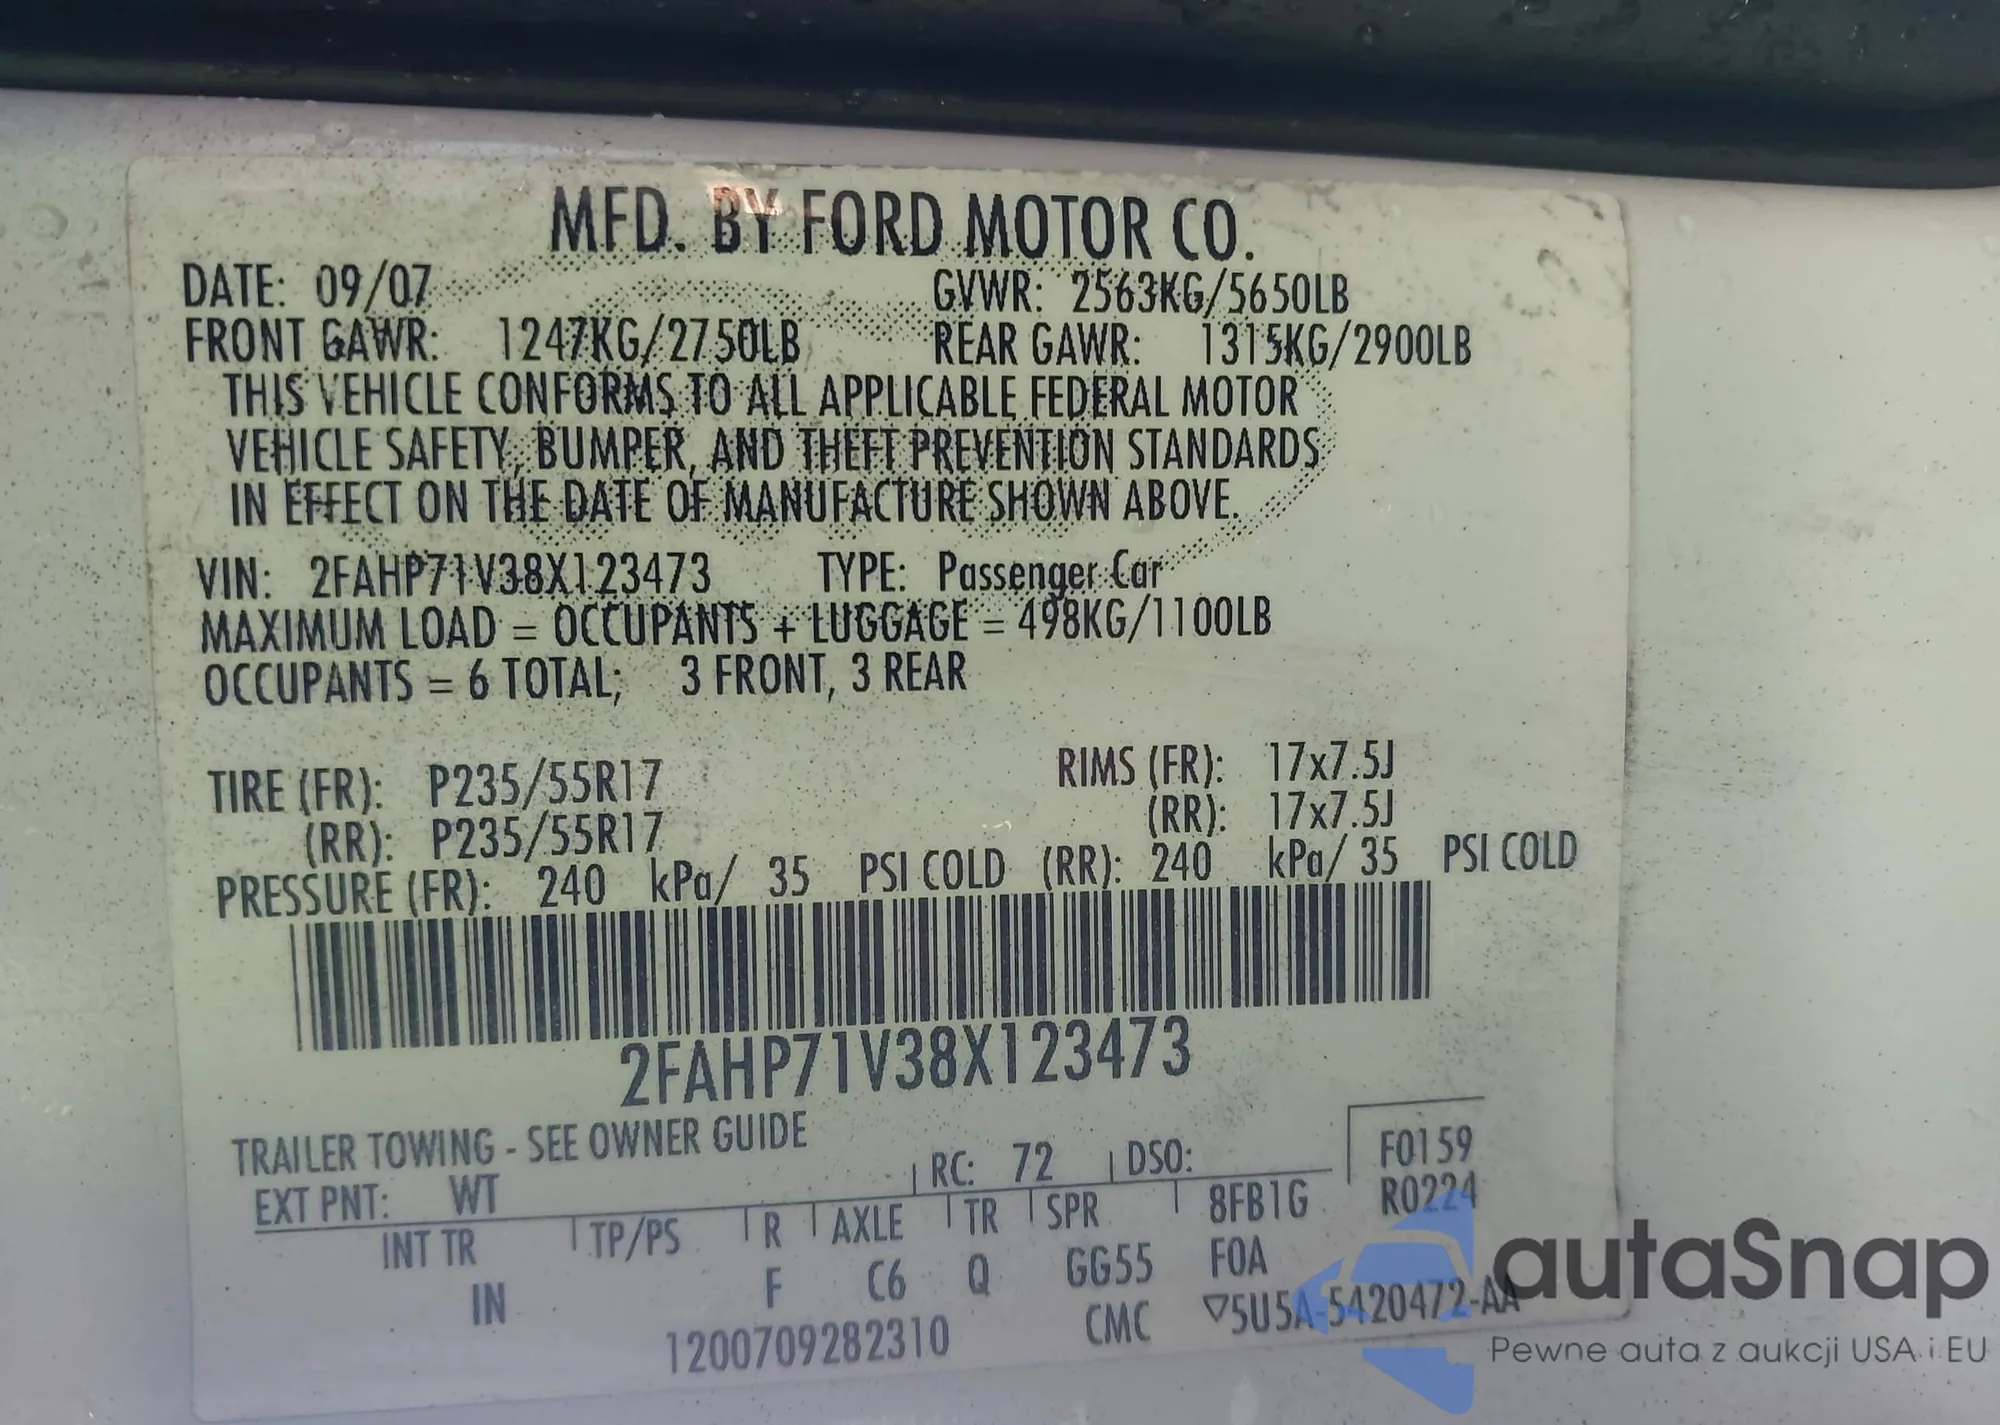 MFD. BY FORD MOTOR CO.
DATE: 09/07 GVWR: 2563KG/5650LB
FRONT GAWR: 1247KG/2750LB REAR GAWR: 1315KG/2900LB
THIS VEHICLE CONFORMS TO ALL APPLICABLE FEDERAL MOTOR
VEHICLE SAFETY, BUMPER, AND THEFT PREVENTION STANDARDS
IN EFFECT ON THE DATE OF MANUFACTURE SHOWN ABOVE.
VIN: 2FAHP71V38X123473 TYPE: Passenger Car
MAXIMUM LOAD = OCCUPANTS + LUGGAGE = 498KG/1100LB
OCCUPANTS = 6 TOTAL; 3 FRONT, 3 REAR
TIRE (FR): P235/55R17 RIMS (FR): 17x7.5J
(RR): P235/55R17 (RR): 17x7.5J
PRESSURE (FR): 240 kPa/ 35 PSI COLD (RR): 240 kPa/ 35 PSI COLD
2FAHP71V38X123473
TRAILER TOWING - SEE OWNER GUIDE
EXT PNT: WT RC: 72 DSO: F0159
R0224
INT TR TP/PS R AXLE TR SPR 8FB1G
IN F C6 Q GG55 FOA
1200709282310 CMC ▽5U5A-5420472-AA
autaSnap
Pewne auta z aukcji USA i EU